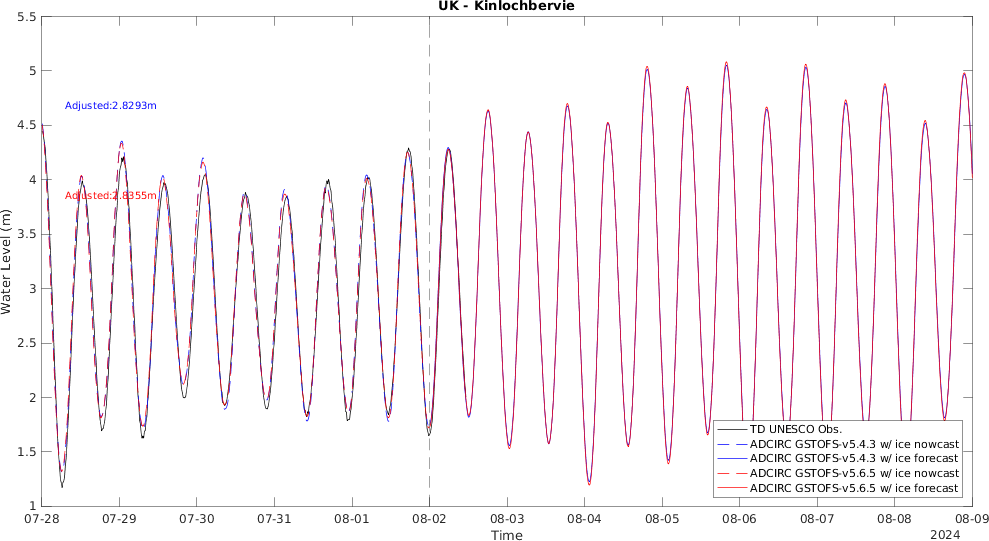 UK - Kinlochbervie
5.5
5
4.5
4
3.5
3
2.5
2
1.5
1
Water Level (m)
Adjusted:2.8293m
Adjusted:2.8355m
TD UNESCO Obs.
ADCIRC GSTOFS-v5.4.3 w/ ice nowcast
ADCIRC GSTOFS-v5.4.3 w/ ice forecast
ADCIRC GSTOFS-v5.6.5 w/ ice nowcast
ADCIRC GSTOFS-v5.6.5 w/ ice forecast
07-28 07-29 07-30 07-31 08-01 08-02 08-03 08-04 08-05 08-06 08-07 08-08 08-09
Time
2024